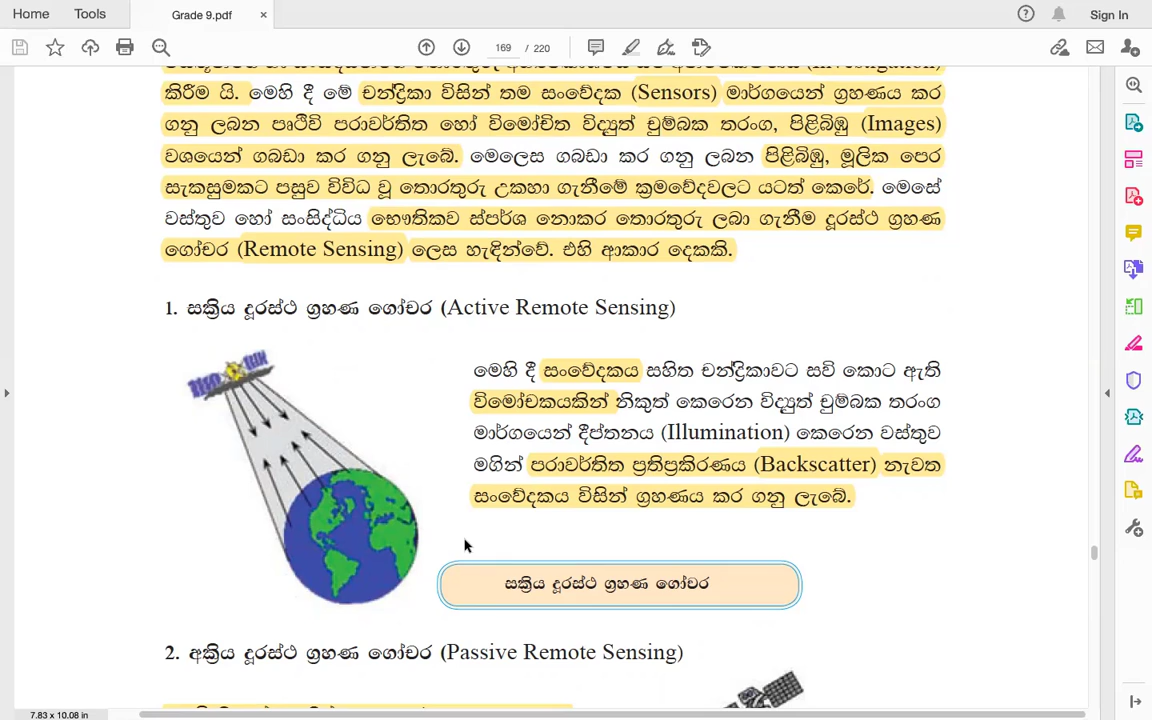 Home
Tools
Grade 9.pdf
×
Sign In
169 / 220
කිරීම යි. මෙහි දී මේ චන්ද්‍රිකා විසින් තම සංවේදක (Sensors) මාර්ගයෙන් ග්‍රහණය කර
ගනු ලබන පෘථිවි පරාවර්තිත හෝ විමෝචිත විද්‍යුත් චුම්බක තරංග, පිළිබිඹු (Images)
වශයෙන් ගබඩා කර ගනු ලැබේ. මෙලෙස ගබඩා කර ගනු ලබන පිළිබිඹු, මූලික පෙර
සැකසුමකට පසුව විවිධ වූ තොරතුරු උකහා ගැනීමේ ක්‍රමවේදවලට යටත් කෙරේ. මෙසේ
වස්තුව හෝ සංසිද්ධිය භෞතිකව ස්පර්ශ නොකර තොරතුරු ලබා ගැනීම දූරස්ථ ග්‍රහණ
ගෝචර (Remote Sensing) ලෙස හැඳින්වේ. එහි ආකාර දෙකකි.
1. සක්‍රිය දූරස්ථ ග්‍රහණ ගෝචර (Active Remote Sensing)
මෙහි දී සංවේදකය සහිත චන්ද්‍රිකාවට සවි කොට ඇති
විමෝචකයකින් නිකුත් කෙරෙන විද්‍යුත් චුම්බක තරංග
මාර්ගයෙන් දීප්තනය (Illumination) කෙරෙන වස්තුව
මගින් පරාවර්තිත ප්‍රතිප්‍රකිරණය (Backscatter) නැවත
සංවේදකය විසින් ග්‍රහණය කර ගනු ලැබේ.
සක්‍රිය දූරස්ථ ග්‍රහණ ගෝචර
2. අක්‍රිය දූරස්ථ ග්‍රහණ ගෝචර (Passive Remote Sensing)
7.83 x 10.08 in